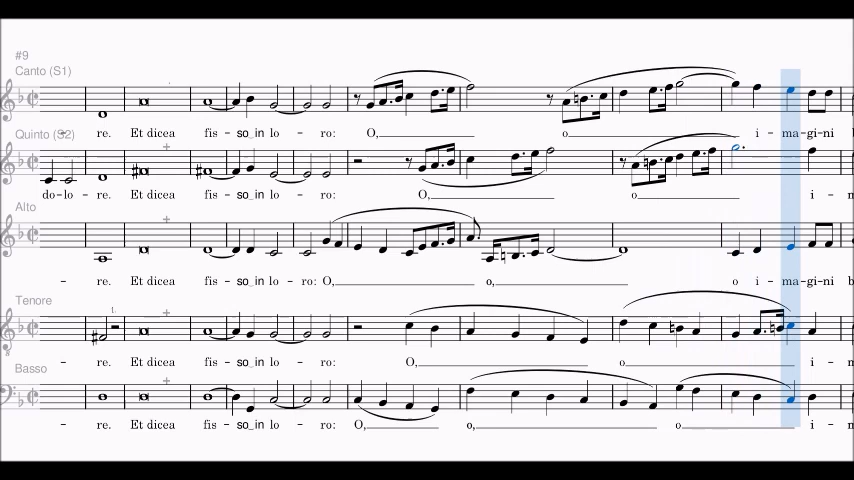 #9
Canto (S1)
re. Et dicea fis - so_in lo - ro: O, o i - ma-gi-ni
Quinto (S2)
do-lo - re. Et dicea fis - so_in lo - ro: O, o i - m
Alto
- re. Et dicea fis - so_in lo - ro: O, o, o i - ma-gi-ni b
Tenore
- re. Et dicea fis - so_in lo - ro: O, o i - m
Basso
- re. Et dicea fis - so_in lo - ro: O, o, o i - m